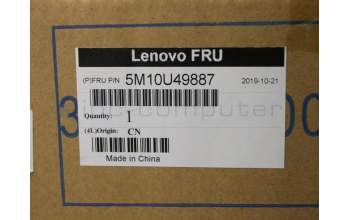 Lenovo FRU
(P)FRU P/N 5M10U49887 2019-10-21
Quantity: 1
(4L)Origin: CN
Made in China